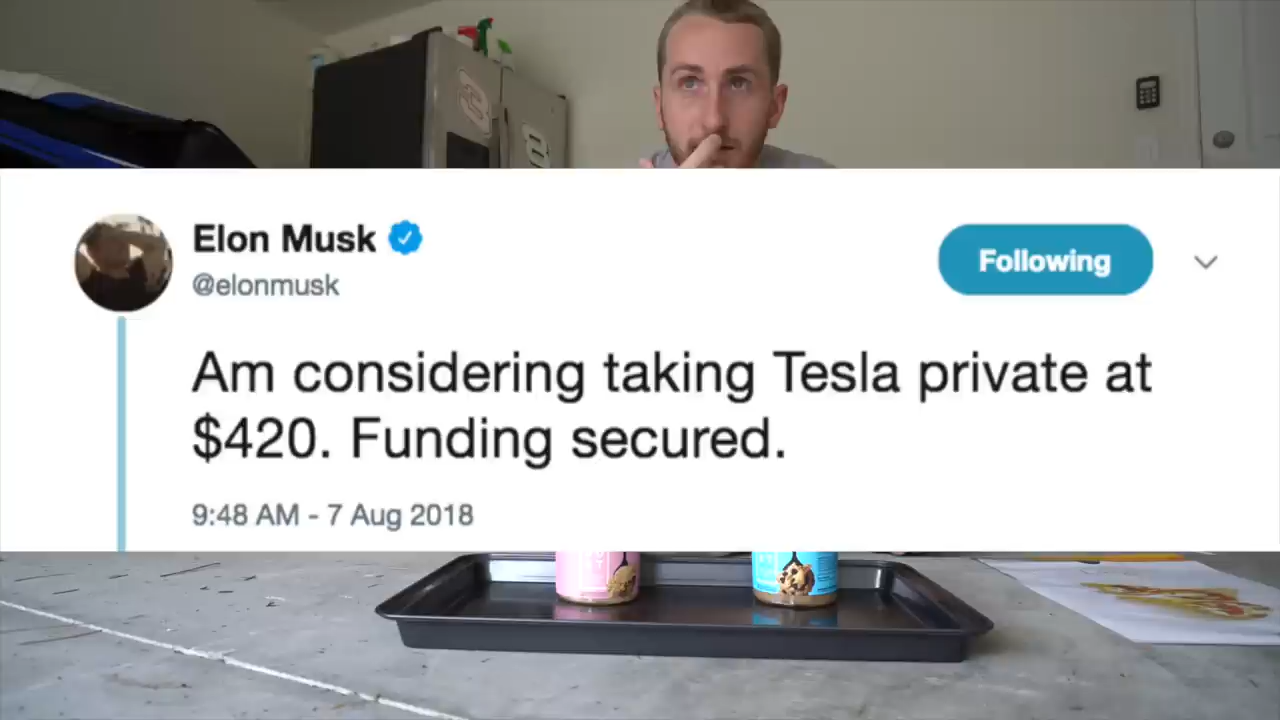 Elon Musk
@elonmusk
Following
Am considering taking Tesla private at
$420. Funding secured.
9:48 AM - 7 Aug 2018